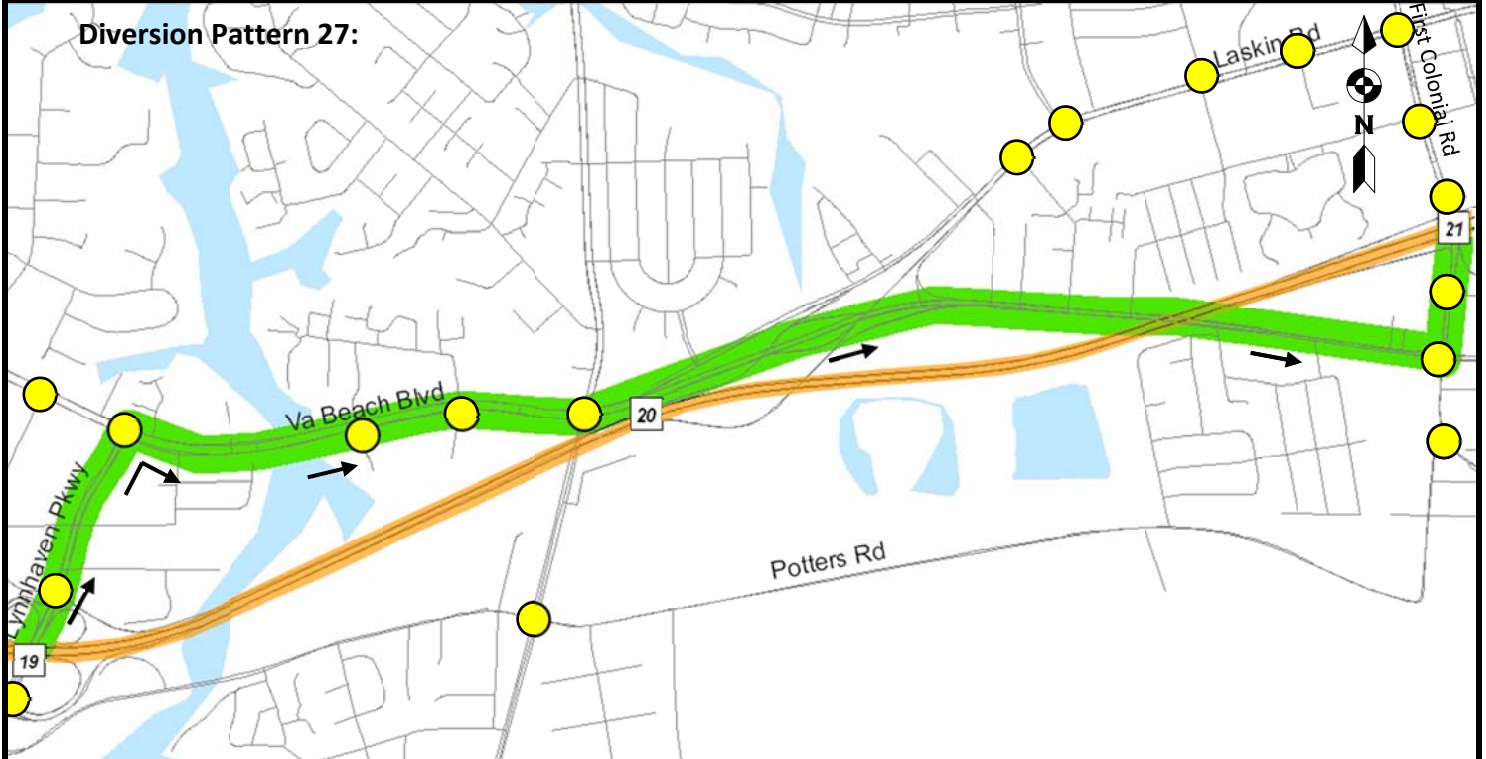 Diversion Pattern 27:
Laskin Rd
First Colonial Rd
N
21
Va Beach Blvd
20
Lynnhaven Pkwy
Potters Rd
19